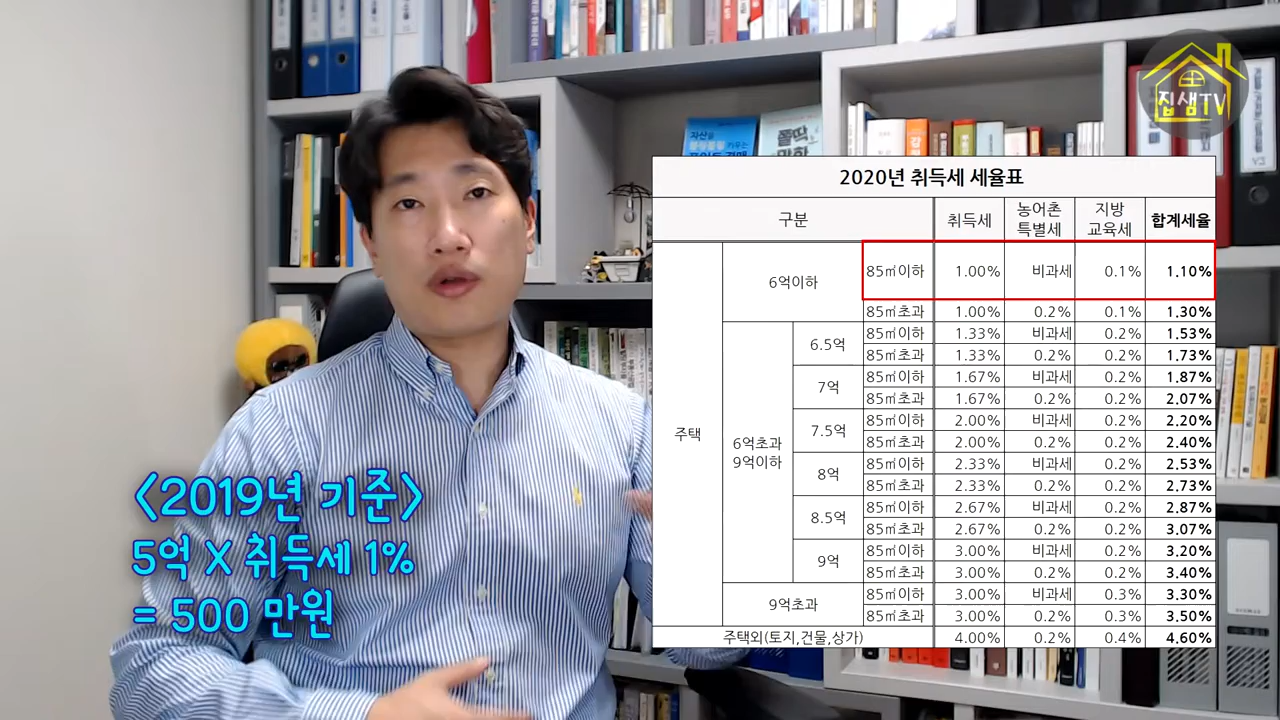 집샘TV
자산을
쫄딱
2020년 취득세 세율표
구분 취득세 농어촌특별세 지방교육세 합계세율
주택 6억이하 85㎡이하 1.00% 비과세 0.1% 1.10%
85㎡초과 1.00% 0.2% 0.1% 1.30%
6억초과 9억이하 6.5억 85㎡이하 1.33% 비과세 0.2% 1.53%
85㎡초과 1.33% 0.2% 0.2% 1.73%
7억 85㎡이하 1.67% 비과세 0.2% 1.87%
85㎡초과 1.67% 0.2% 0.2% 2.07%
7.5억 85㎡이하 2.00% 비과세 0.2% 2.20%
85㎡초과 2.00% 0.2% 0.2% 2.40%
8억 85㎡이하 2.33% 비과세 0.2% 2.53%
85㎡초과 2.33% 0.2% 0.2% 2.73%
8.5억 85㎡이하 2.67% 비과세 0.2% 2.87%
85㎡초과 2.67% 0.2% 0.2% 3.07%
9억 85㎡이하 3.00% 비과세 0.2% 3.20%
85㎡초과 3.00% 0.2% 0.2% 3.40%
9억초과 85㎡이하 3.00% 비과세 0.3% 3.30%
85㎡초과 3.00% 0.2% 0.3% 3.50%
주택외(토지,건물,상가) 4.00% 0.2% 0.4% 4.60%
<2019년 기준>
5억 X 취득세 1%
= 500 만원